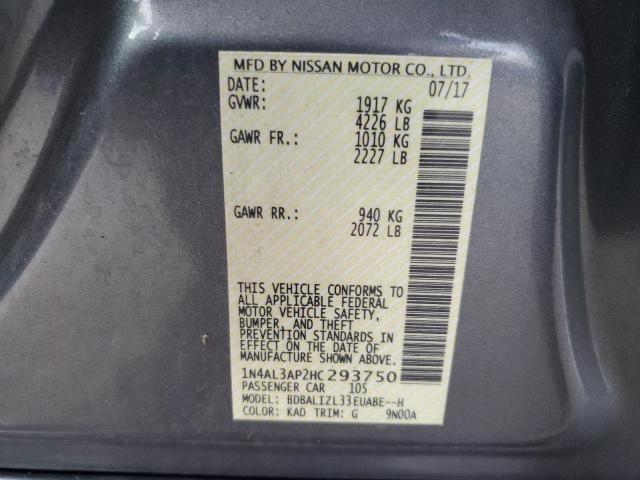 MFD BY NISSAN MOTOR CO., LTD.
DATE: 07/17
GVWR: 1917 KG
4226 LB
GAWR FR.: 1010 KG
2227 LB
GAWR RR.: 940 KG
2072 LB
THIS VEHICLE CONFORMS TO
ALL APPLICABLE FEDERAL
MOTOR VEHICLE SAFETY,
BUMPER, AND THEFT
PREVENTION STANDARDS IN
EFFECT ON THE DATE OF
MANUFACTURE SHOWN ABOVE.
1N4AL3AP2HC293750
PASSENGER CAR 105
MODEL: BDBALIZL33EUABE--H
COLOR: KAD TRIM: G 9N00A